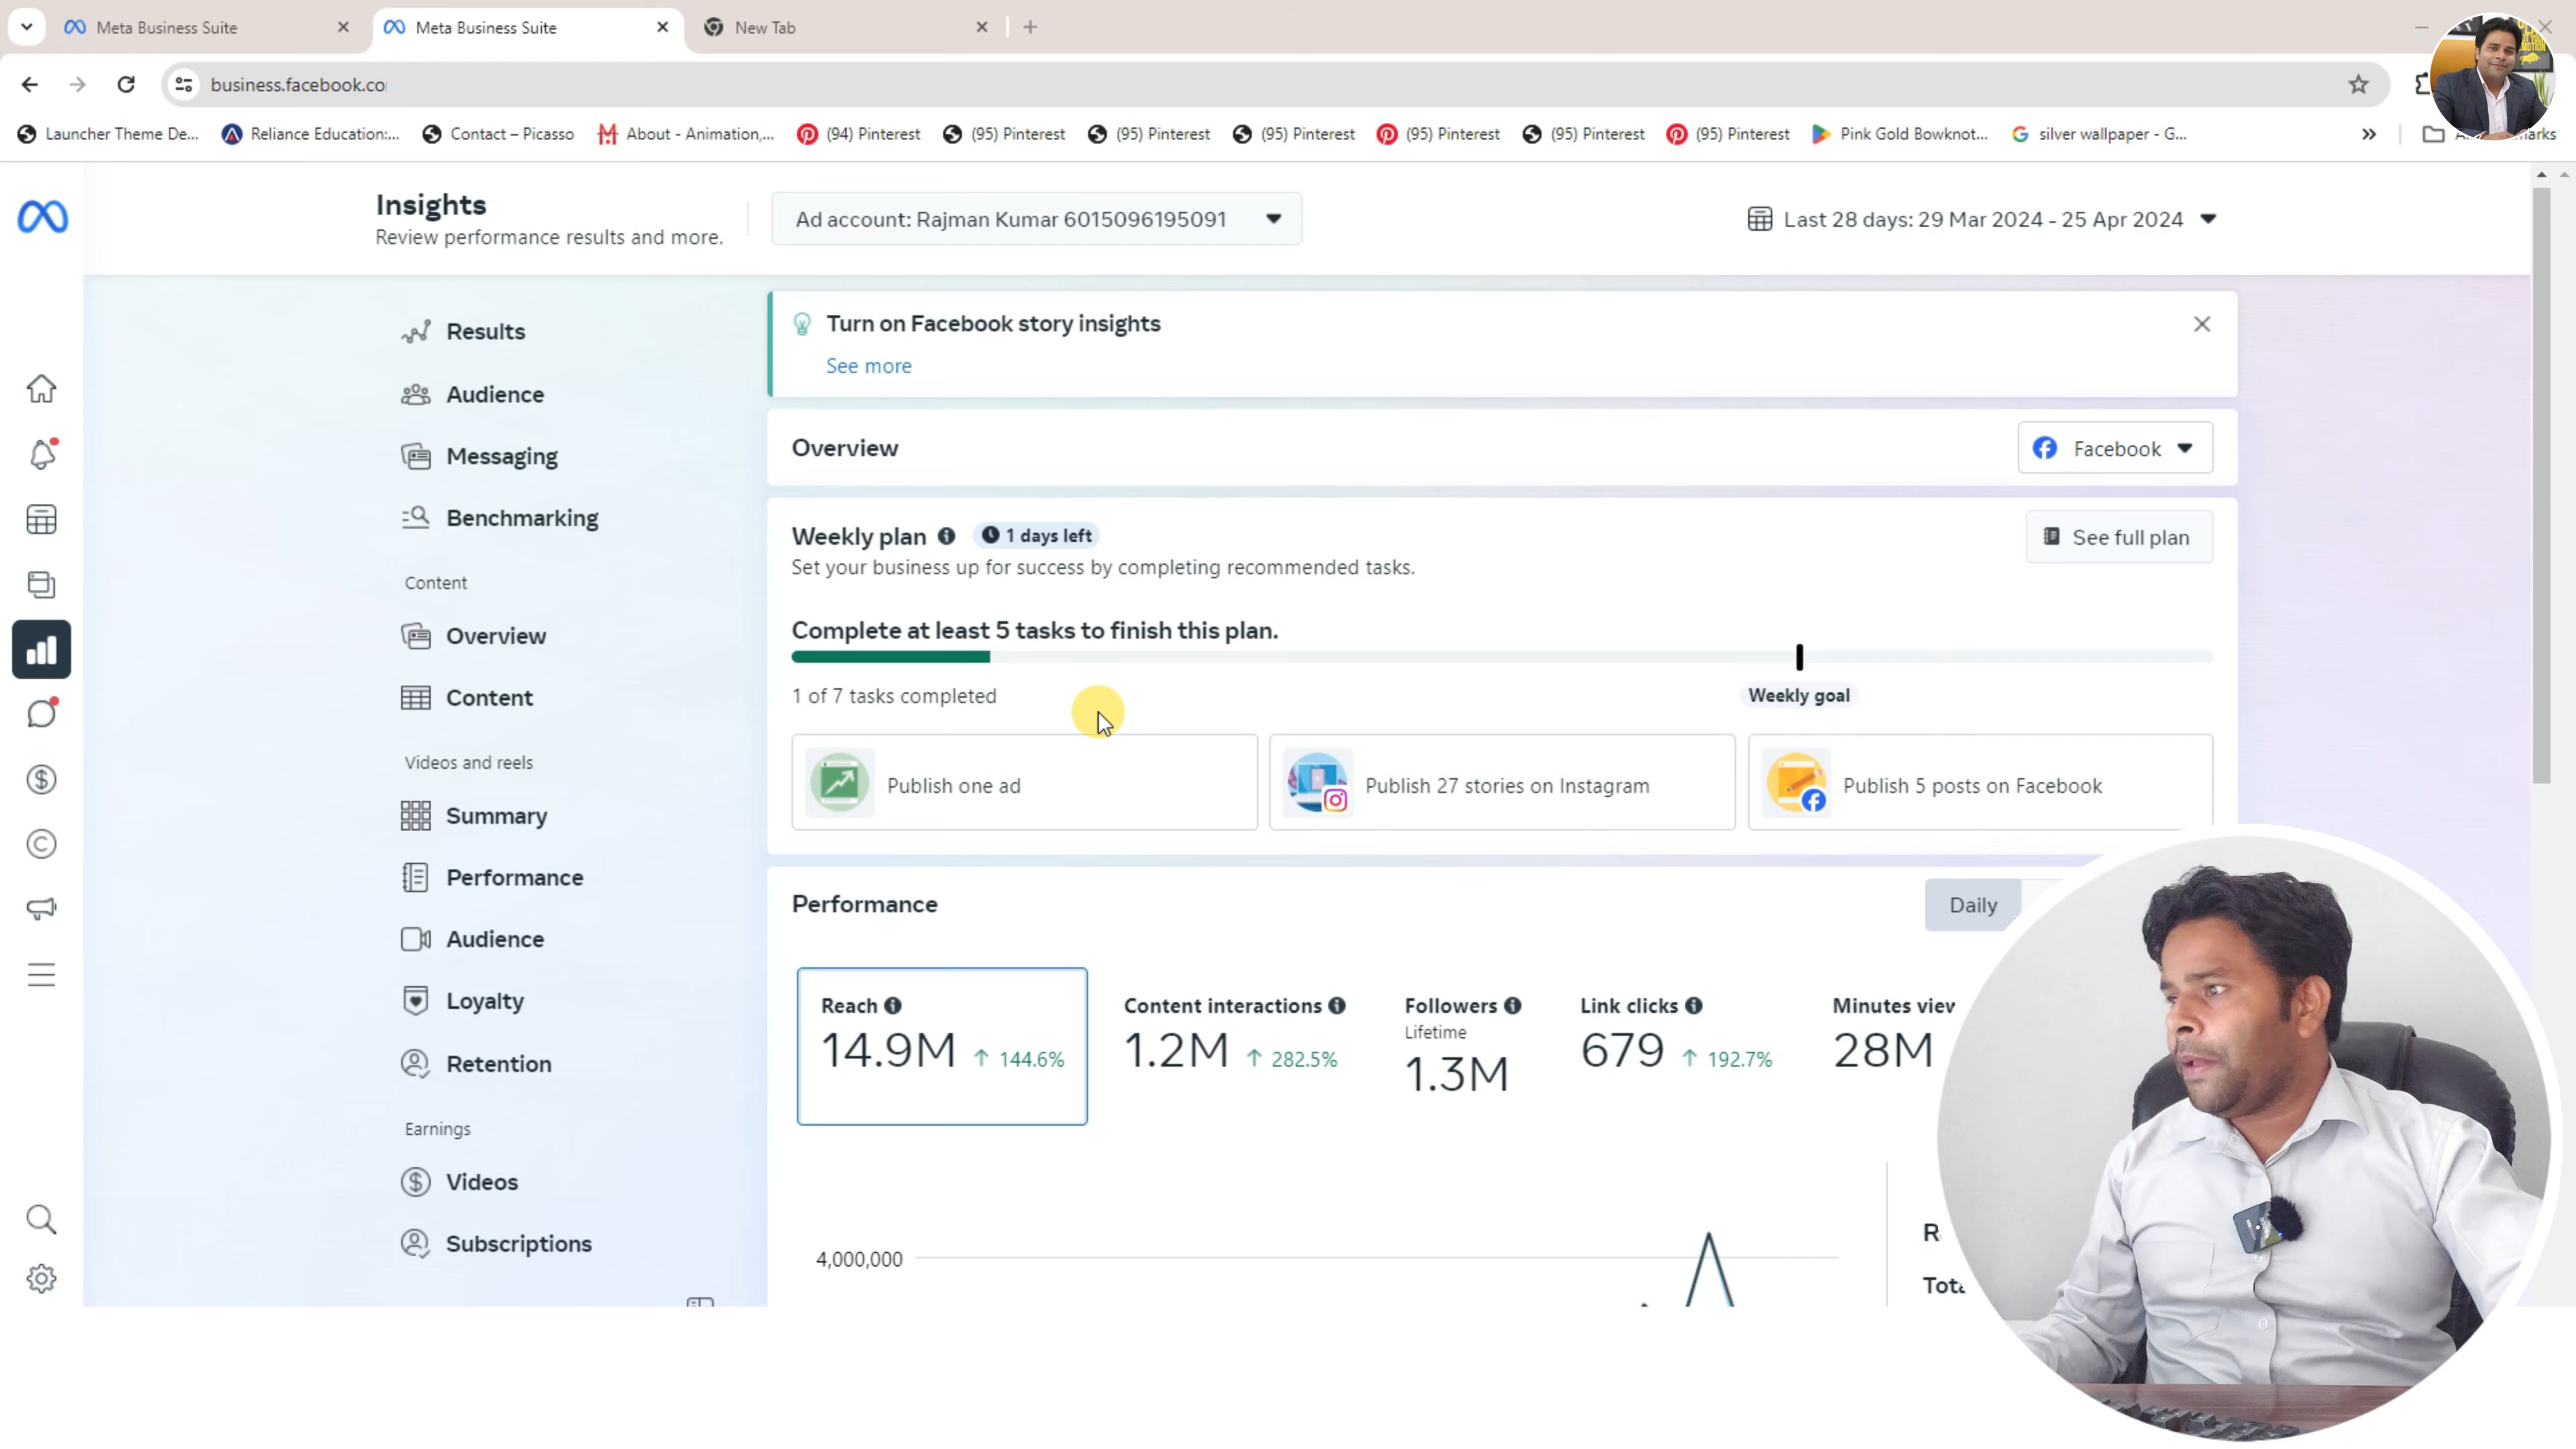 Meta Business Suite
Meta Business Suite
New Tab
business.facebook.co
Launcher Theme De...
Reliance Education:...
Contact – Picasso
About - Animation,...
(94) Pinterest
(95) Pinterest
(95) Pinterest
(95) Pinterest
(95) Pinterest
(95) Pinterest
(95) Pinterest
Pink Gold Bowknot...
silver wallpaper - G...
Insights
Review performance results and more.
Ad account: Rajman Kumar 6015096195091
Last 28 days: 29 Mar 2024 - 25 Apr 2024
Results
Audience
Messaging
Benchmarking
Content
Overview
Content
Videos and reels
Summary
Performance
Audience
Loyalty
Retention
Earnings
Videos
Subscriptions
Turn on Facebook story insights
See more
Overview
Facebook
Weekly plan
1 days left
See full plan
Set your business up for success by completing recommended tasks.
Complete at least 5 tasks to finish this plan.
1 of 7 tasks completed
Weekly goal
Publish one ad
Publish 27 stories on Instagram
Publish 5 posts on Facebook
Performance
Daily
Reach
14.9M 144.6%
Content interactions
1.2M 282.5%
Followers
Lifetime
1.3M
Link clicks
679 192.7%
Minutes view
28M
4,000,000